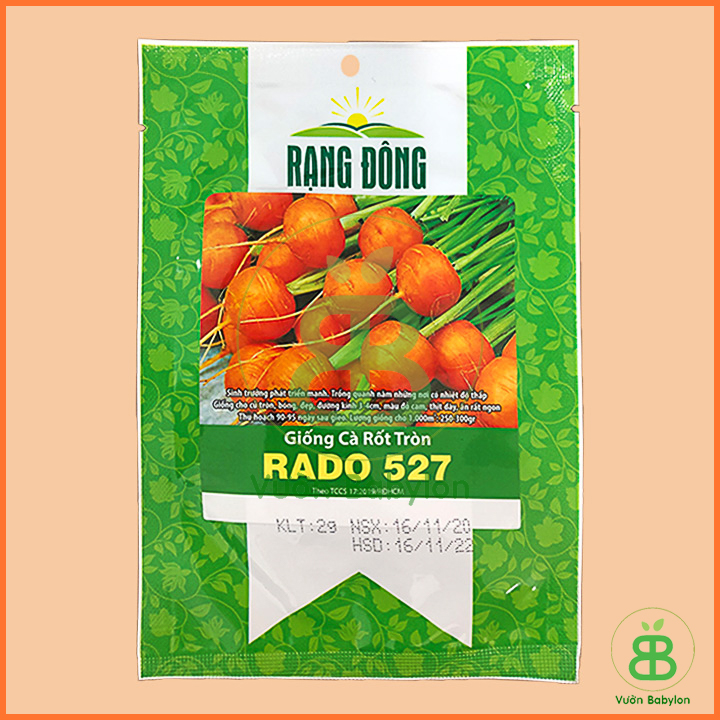 RẠNG ĐÔNG
Sinh trưởng phát triển mạnh. Trồng quanh năm những nơi có nhiệt độ thấp
Giống cho củ tròn, bóng, đẹp, đường kính 3-4cm, màu đỏ cam, thịt dày, ăn rất ngon
Thu hoạch 90-95 ngày sau gieo. Lượng giống cho 1.000m²: 250-300gr
Giống Cà Rốt Tròn
RADO 527
Theo TCCS 17:2019/RĐHCM
Vườn Babylon
KLT:2g NSX:16/11/20
HSD:16/11/22
Vườn Babylon